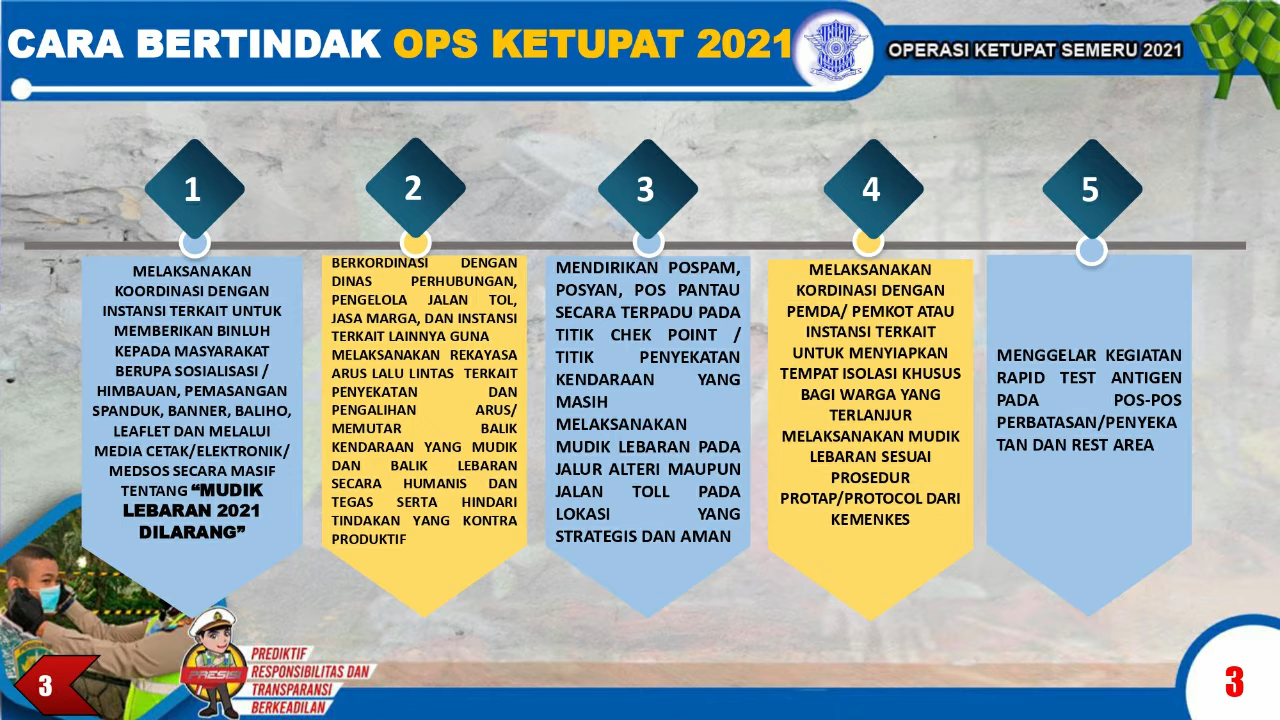 CARA BERTINDAK OPS KETUPAT 2021
OPERASI KETUPAT SEMERU 2021
1
MELAKSANAKAN
KOORDINASI DENGAN
INSTANSI TERKAIT UNTUK
MEMBERIKAN BINLUH
KEPADA MASYARAKAT
BERUPA SOSIALISASI /
HIMBAUAN, PEMASANGAN
SPANDUK, BANNER, BALIHO,
LEAFLET DAN MELALUI
MEDIA CETAK/ELEKTRONIK/
MEDSOS SECARA MASIF
TENTANG “MUDIK
LEBARAN 2021
DILARANG”
2
BERKORDINASI DENGAN
DINAS PERHUBUNGAN,
PENGELOLA JALAN TOL,
JASA MARGA, DAN INSTANSI
TERKAIT LAINNYA GUNA
MELAKSANAKAN REKAYASA
ARUS LALU LINTAS TERKAIT
PENYEKATAN DAN
PENGALIHAN ARUS/
MEMUTAR BALIK
KENDARAAN YANG MUDIK
DAN BALIK LEBARAN
SECARA HUMANIS DAN
TEGAS SERTA HINDARI
TINDAKAN YANG KONTRA
PRODUKTIF
3
MENDIRIKAN POSPAM,
POSYAN, POS PANTAU
SECARA TERPADU PADA
TITIK CHEK POINT /
TITIK PENYEKATAN
KENDARAAN YANG
MASIH
MELAKSANAKAN
MUDIK LEBARAN PADA
JALUR ALTERI MAUPUN
JALAN TOLL PADA
LOKASI YANG
STRATEGIS DAN AMAN
4
MELAKSANAKAN
KORDINASI DENGAN
PEMDA/ PEMKOT ATAU
INSTANSI TERKAIT
UNTUK MENYIAPKAN
TEMPAT ISOLASI KHUSUS
BAGI WARGA YANG
TERLANJUR
MELAKSANAKAN MUDIK
LEBARAN SESUAI
PROSEDUR
PROTAP/PROTOCOL DARI
KEMENKES
5
MENGGELAR KEGIATAN
RAPID TEST ANTIGEN
PADA POS-POS
PERBATASAN/PENYEKA
TAN DAN REST AREA
3
PRESISI
PREDIKTIF
RESPONSIBILITAS DAN
TRANSPARANSI
BERKEADILAN
3